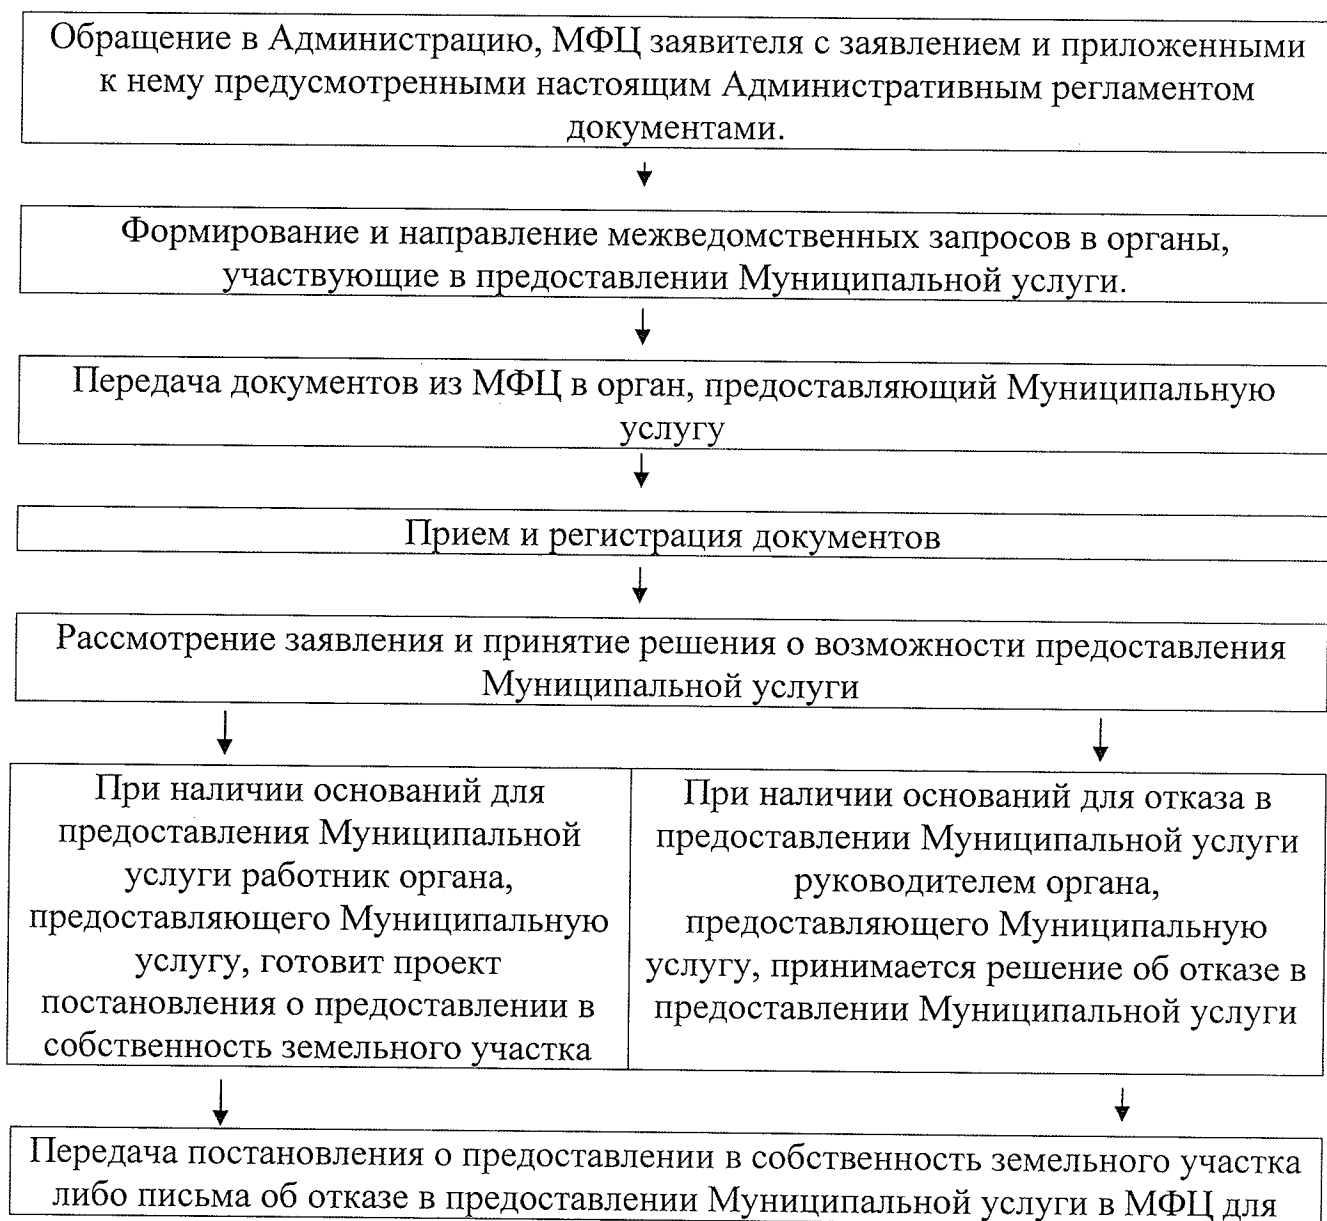 Обращение в Администрацию, МФЦ заявителя с заявлением и приложенными
к нему предусмотренными настоящим Административным регламентом
документами.
Формирование и направление межведомственных запросов в органы,
участвующие в предоставлении Муниципальной услуги.
Передача документов из МФЦ в орган, предоставляющий Муниципальную
услугу
Прием и регистрация документов
Рассмотрение заявления и принятие решения о возможности предоставления
Муниципальной услуги
При наличии оснований для
предоставления Муниципальной
услуги работник органа,
предоставляющего Муниципальную
услугу, готовит проект
постановления о предоставлении в
собственность земельного участка
При наличии оснований для отказа в
предоставлении Муниципальной услуги
руководителем органа,
предоставляющего Муниципальную
услугу, принимается решение об отказе в
предоставлении Муниципальной услуги
Передача постановления о предоставлении в собственность земельного участка
либо письма об отказе в предоставлении Муниципальной услуги в МФЦ для